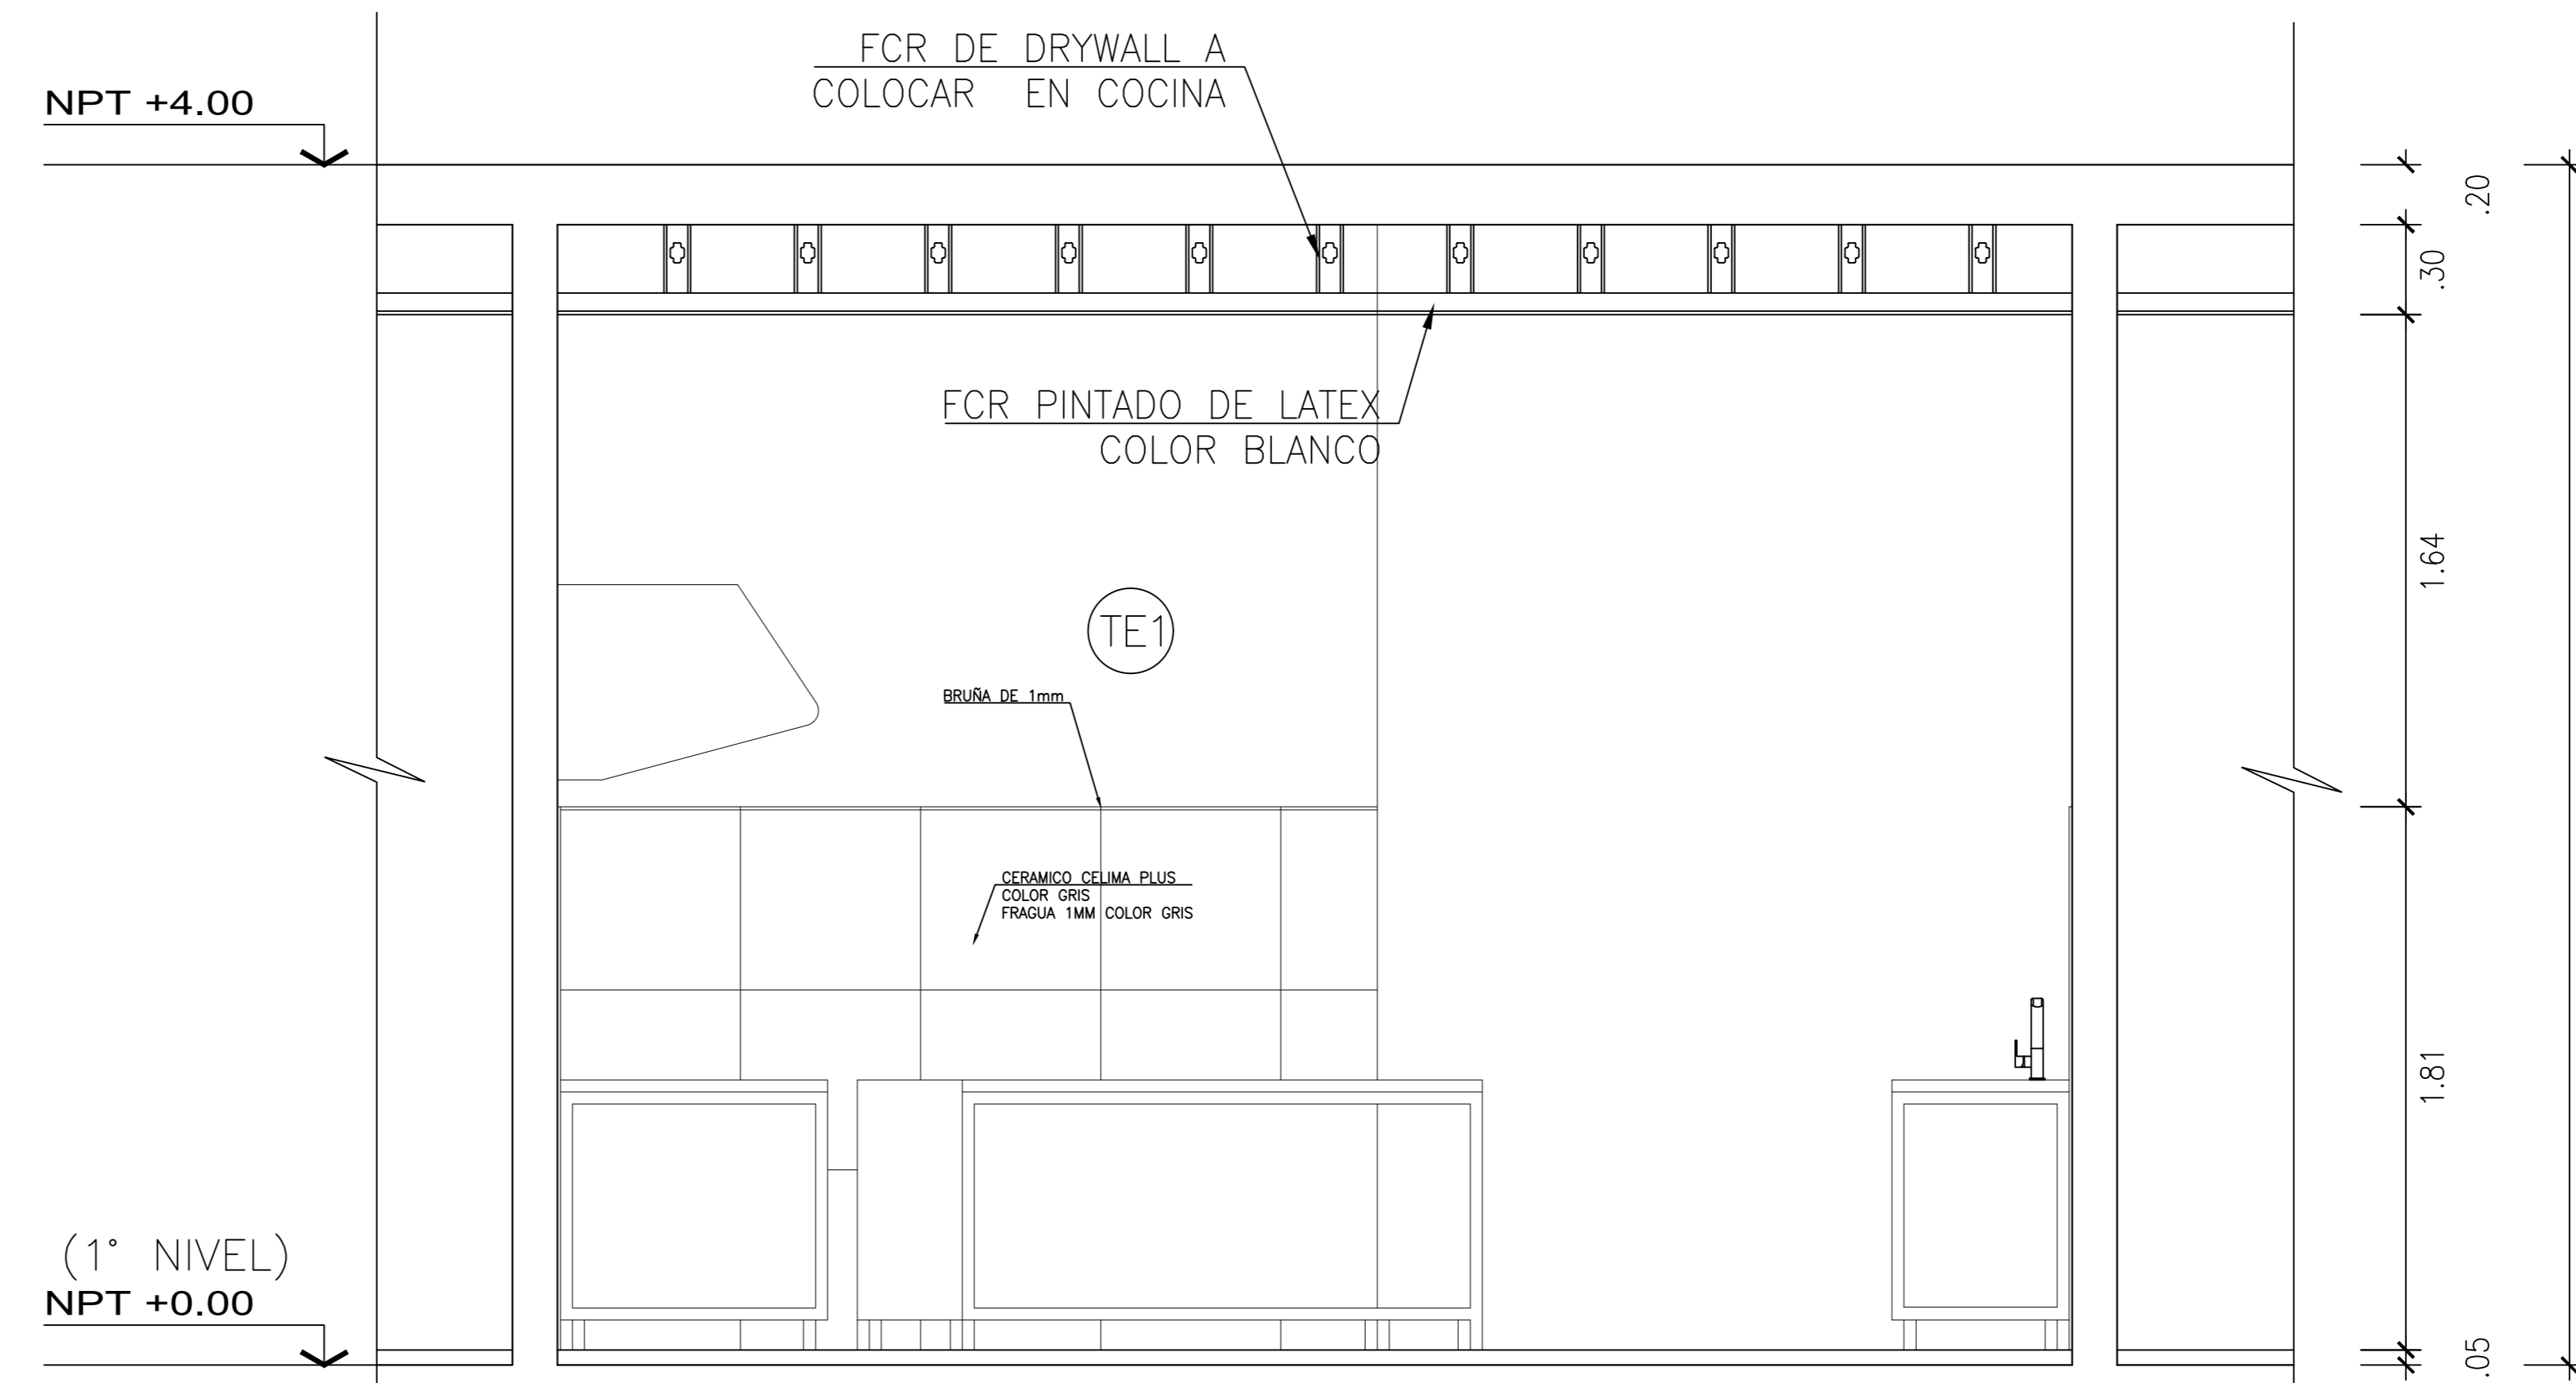 FCR DE DRYWALL A
COLOCAR EN COCINA
NPT +4.00
.20
.30
FCR PINTADO DE LATEX
COLOR BLANCO
1.64
TE1
BRUÑA DE 1mm
CERAMICO CELIMA PLUS
COLOR GRIS
FRAGUA 1MM COLOR GRIS
1.81
(1° NIVEL)
NPT +0.00
.05